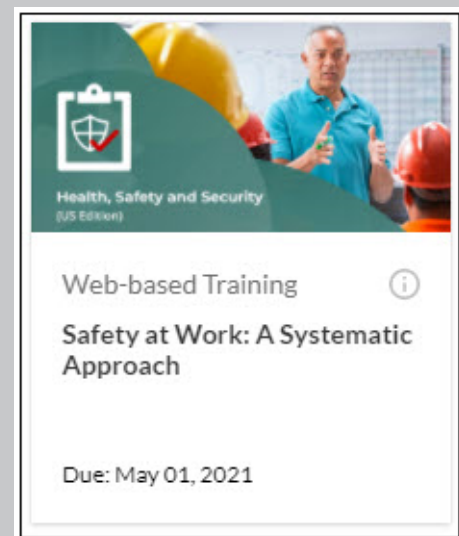 Health, Safety and Security
(US Edition)
Web-based Training
Safety at Work: A Systematic
Approach
Due: May 01, 2021